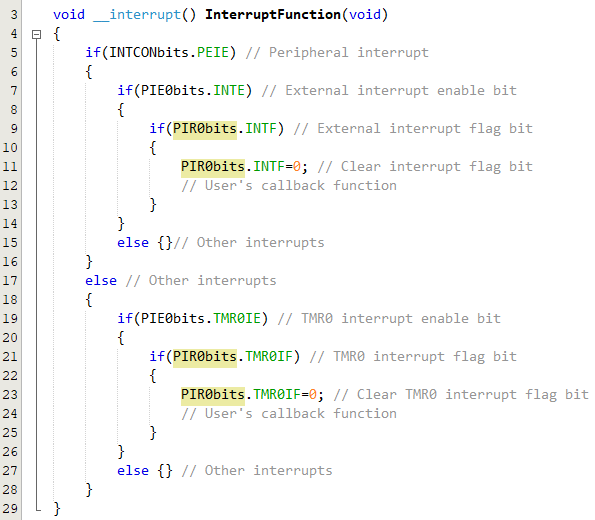 3 void __interrupt() InterruptFunction(void)
4 {
5 if(INTCONbits.PEIE) // Peripheral interrupt
6 {
7 if(PIE0bits.INTE) // External interrupt enable bit
8 {
9 if(PIR0bits.INTF) // External interrupt flag bit
10 {
11 PIR0bits.INTF=0; // Clear interrupt flag bit
12 // User's callback function
13 }
14 }
15 else {}// Other interrupts
16 }
17 else // Other interrupts
18 {
19 if(PIE0bits.TMR0IE) // TMR0 interrupt enable bit
20 {
21 if(PIR0bits.TMR0IF) // TMR0 interrupt flag bit
22 {
23 PIR0bits.TMR0IF=0; // Clear TMR0 interrupt flag bit
24 // User's callback function
25 }
26 }
27 else {} // Other interrupts
28 }
29 }